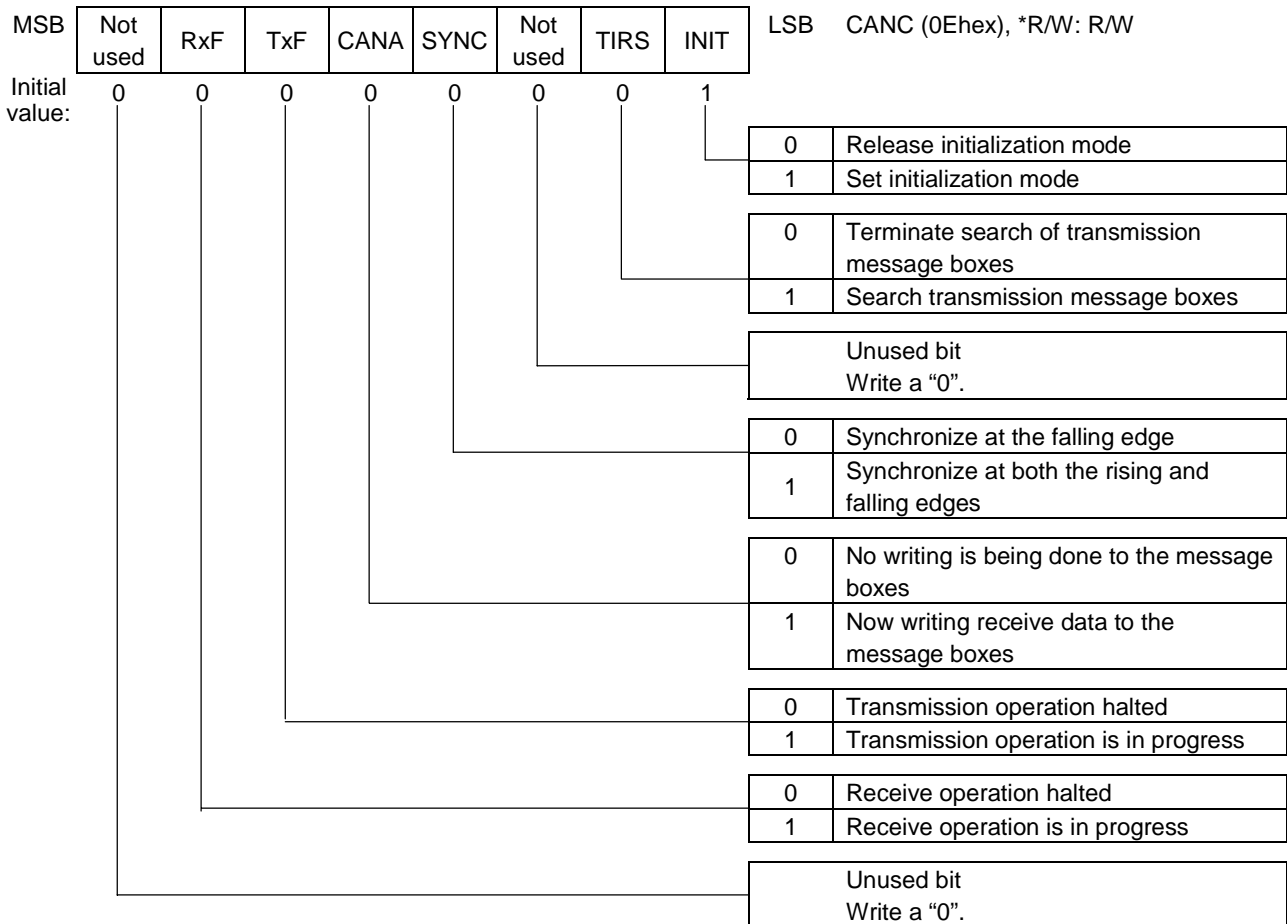 MSB Not used RxF TxF CANA SYNC Not used TIRS INIT LSB CANC (0Ehex), *R/W: R/W
Initial value: 0 0 0 0 0 0 0 1
0 Release initialization mode
1 Set initialization mode
0 Terminate search of transmission
message boxes
1 Search transmission message boxes
Unused bit
Write a “0”.
0 Synchronize at the falling edge
1 Synchronize at both the rising and
falling edges
0 No writing is being done to the message
boxes
1 Now writing receive data to the
message boxes
0 Transmission operation halted
1 Transmission operation is in progress
0 Receive operation halted
1 Receive operation is in progress
Unused bit
Write a “0”.